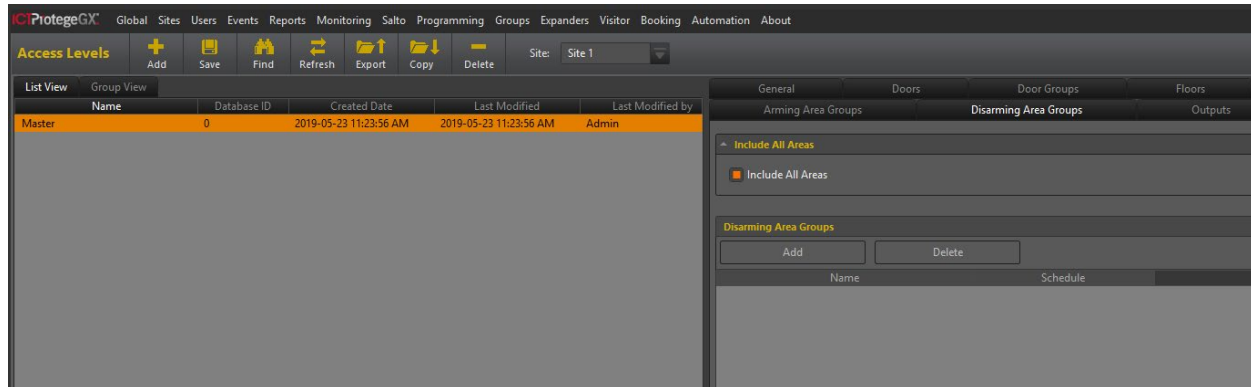 ICT ProtegeGX Global Sites Users Events Reports Monitoring Salto Programming Groups Expanders Visitor Booking Automation About
Access Levels Add Save Find Refresh Export Copy Delete Site: Site 1
List View Group View
Name Database ID Created Date Last Modified Last Modified by
Master 0 2019-05-23 11:23:56 AM 2019-05-23 11:23:56 AM Admin
General Doors Door Groups Floors
Arming Area Groups Disarming Area Groups Outputs
Include All Areas
Include All Areas
Disarming Area Groups
Add Delete
Name Schedule